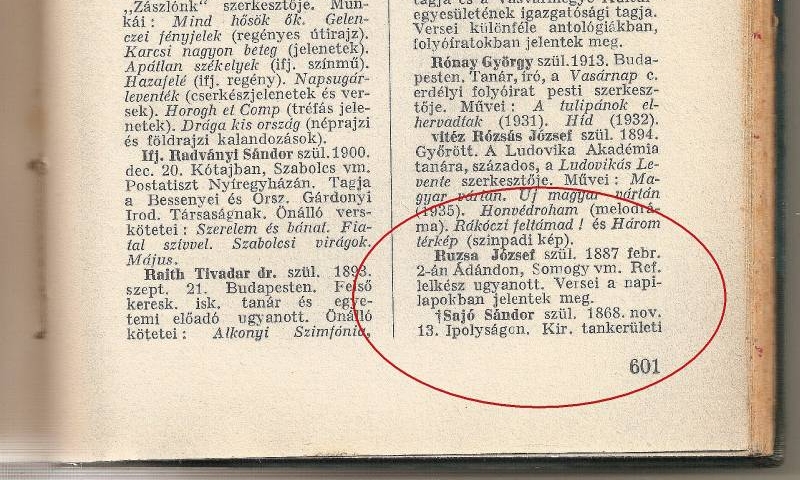 „Zászlónk" szerkesztője. Mun-
kái: Mind hősök ők. Gelen-
czei fényjelek (regényes útirajz).
Karcsi nagyon beteg (jelenetek).
Apátlan székelyek (ifj. színmű).
Hazafelé (ifj. regény). Napsugár-
leventék (cserkészjelenetek és ver-
sek). Horogh et Comp (tréfás jele-
netek). Drága kis ország (néprajzi
és földrajzi kalandozások).
Ifj. Radványi Sándor szül. 1900.
dec. 20. Kótajban, Szabolcs vm.
Postatiszt Nyíregyházán. Tagja
a Bessenyei és Orsz. Gárdonyi
Irod. Társaságnak. Önálló vers-
kötetei: Szerelem és bánat. Fia-
tal szívvel. Szabolcsi virágok.
Május.
Raith Tivadar dr. szül. 1893.
szept. 21. Budapesten. Felső
keresk. isk. tanár és egye-
temi előadó ugyanott. Önálló
kötetei: Alkonyi Szimfónia,
tagja és a Vasvármegye Kultúr-
egyesületének igazgatósági tagja.
Versei különféle antológiákban,
folyóiratokban jelentek meg.
Rónay György szül. 1913. Buda-
pesten. Tanár, író, a Vasárnap c.
erdélyi folyóirat pesti szerkesz-
tője. Művei: A tulipánok el-
hervadtak (1931). Híd (1932).
vitéz Rózsás József szül. 1894.
Győrött. A Ludovika Akadémia
tanára, százados, a Ludovikás Le-
vente szerkesztője. Művei: Ma-
gyar vártán. Új magyar vártán
(1935). Honvédroham (melodrá-
ma). Rákóczi feltámad! és Három
térkép (színpadi kép).
Ruzsa József szül. 1887 febr.
2-án Ádándon, Somogy vm. Ref.
lelkész ugyanott. Versei a napi-
lapokban jelentek meg.
†Sajó Sándor szül. 1868. nov.
13. Ipolyságon. Kir. tankerületi
601